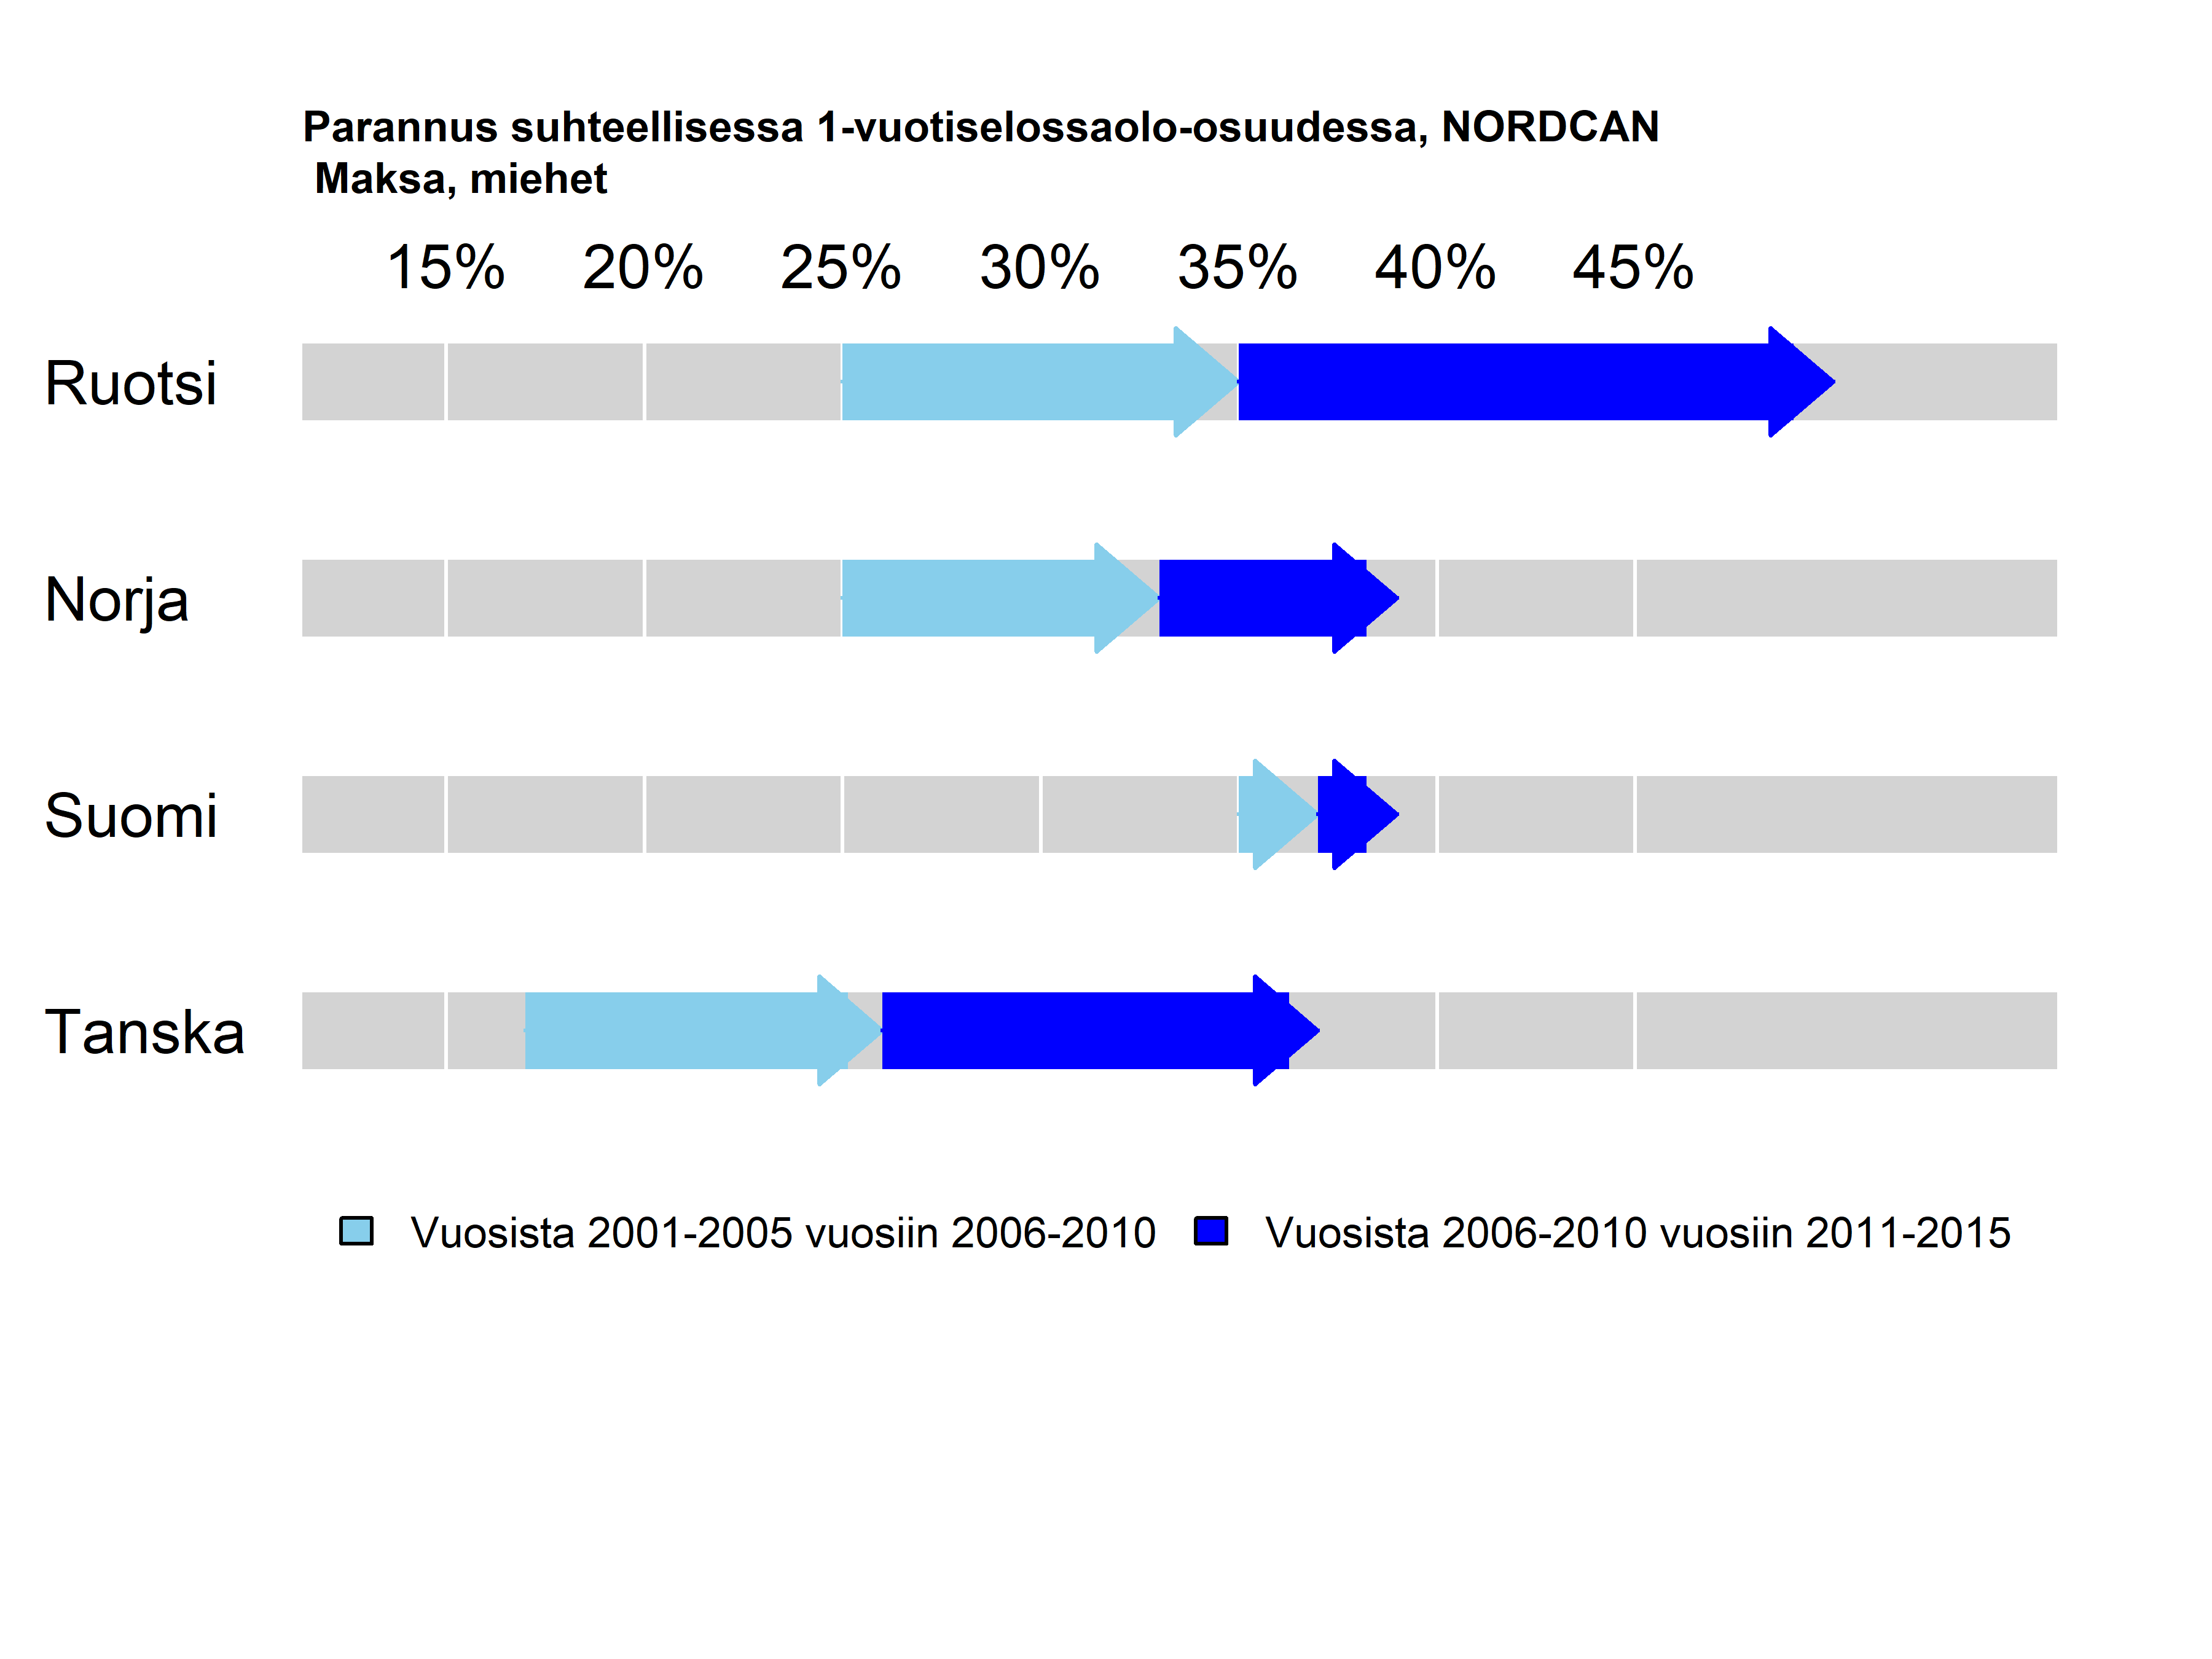 Parannus suhteellisessa 1-vuotiselossaolo-osuudessa, NORDCAN
Maksa, miehet
15% 20% 25% 30% 35% 40% 45%
Ruotsi
Norja
Suomi
Tanska
Vuosista 2001-2005 vuosiin 2006-2010 Vuosista 2006-2010 vuosiin 2011-2015